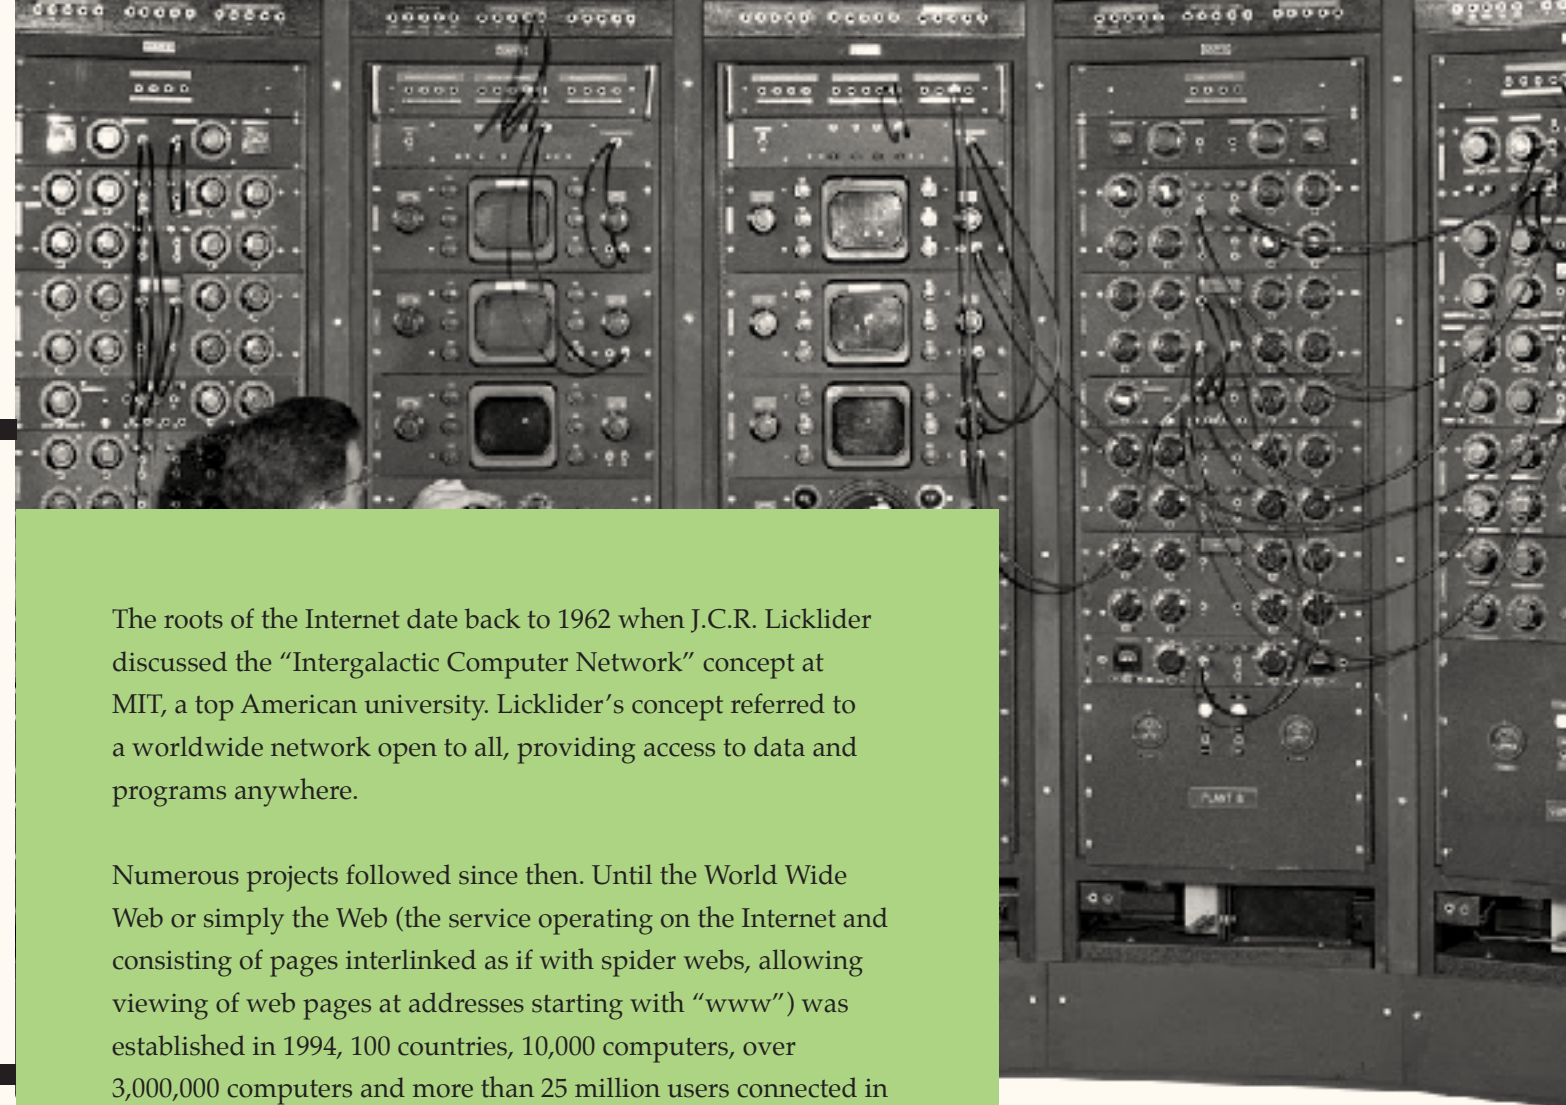 PLANT B
The roots of the Internet date back to 1962 when J.C.R. Licklider
discussed the “Intergalactic Computer Network” concept at
MIT, a top American university. Licklider’s concept referred to
a worldwide network open to all, providing access to data and
programs anywhere.
Numerous projects followed since then. Until the World Wide
Web or simply the Web (the service operating on the Internet and
consisting of pages interlinked as if with spider webs, allowing
viewing of web pages at addresses starting with “www”) was
established in 1994, 100 countries, 10,000 computers, over
3,000,000 computers and more than 25 million users connected in